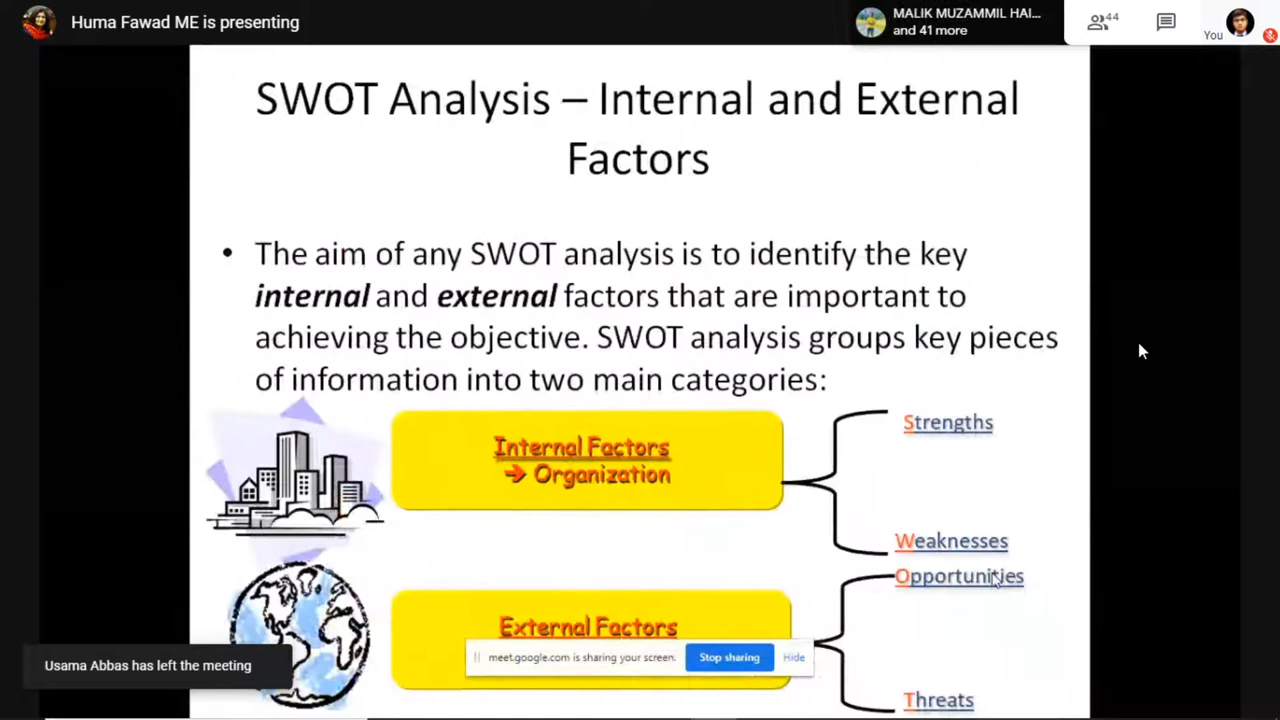 Huma Fawad ME is presenting
MALIK MUZAMMIL HAI...
and 41 more
44
You
SWOT Analysis – Internal and External
Factors
• The aim of any SWOT analysis is to identify the key
internal and external factors that are important to
achieving the objective. SWOT analysis groups key pieces
of information into two main categories:
Internal Factors
➔ Organization
Strengths
Weaknesses
Opportunities
External Factors
meet.google.com is sharing your screen.
Stop sharing
Hide
Usama Abbas has left the meeting
Threats